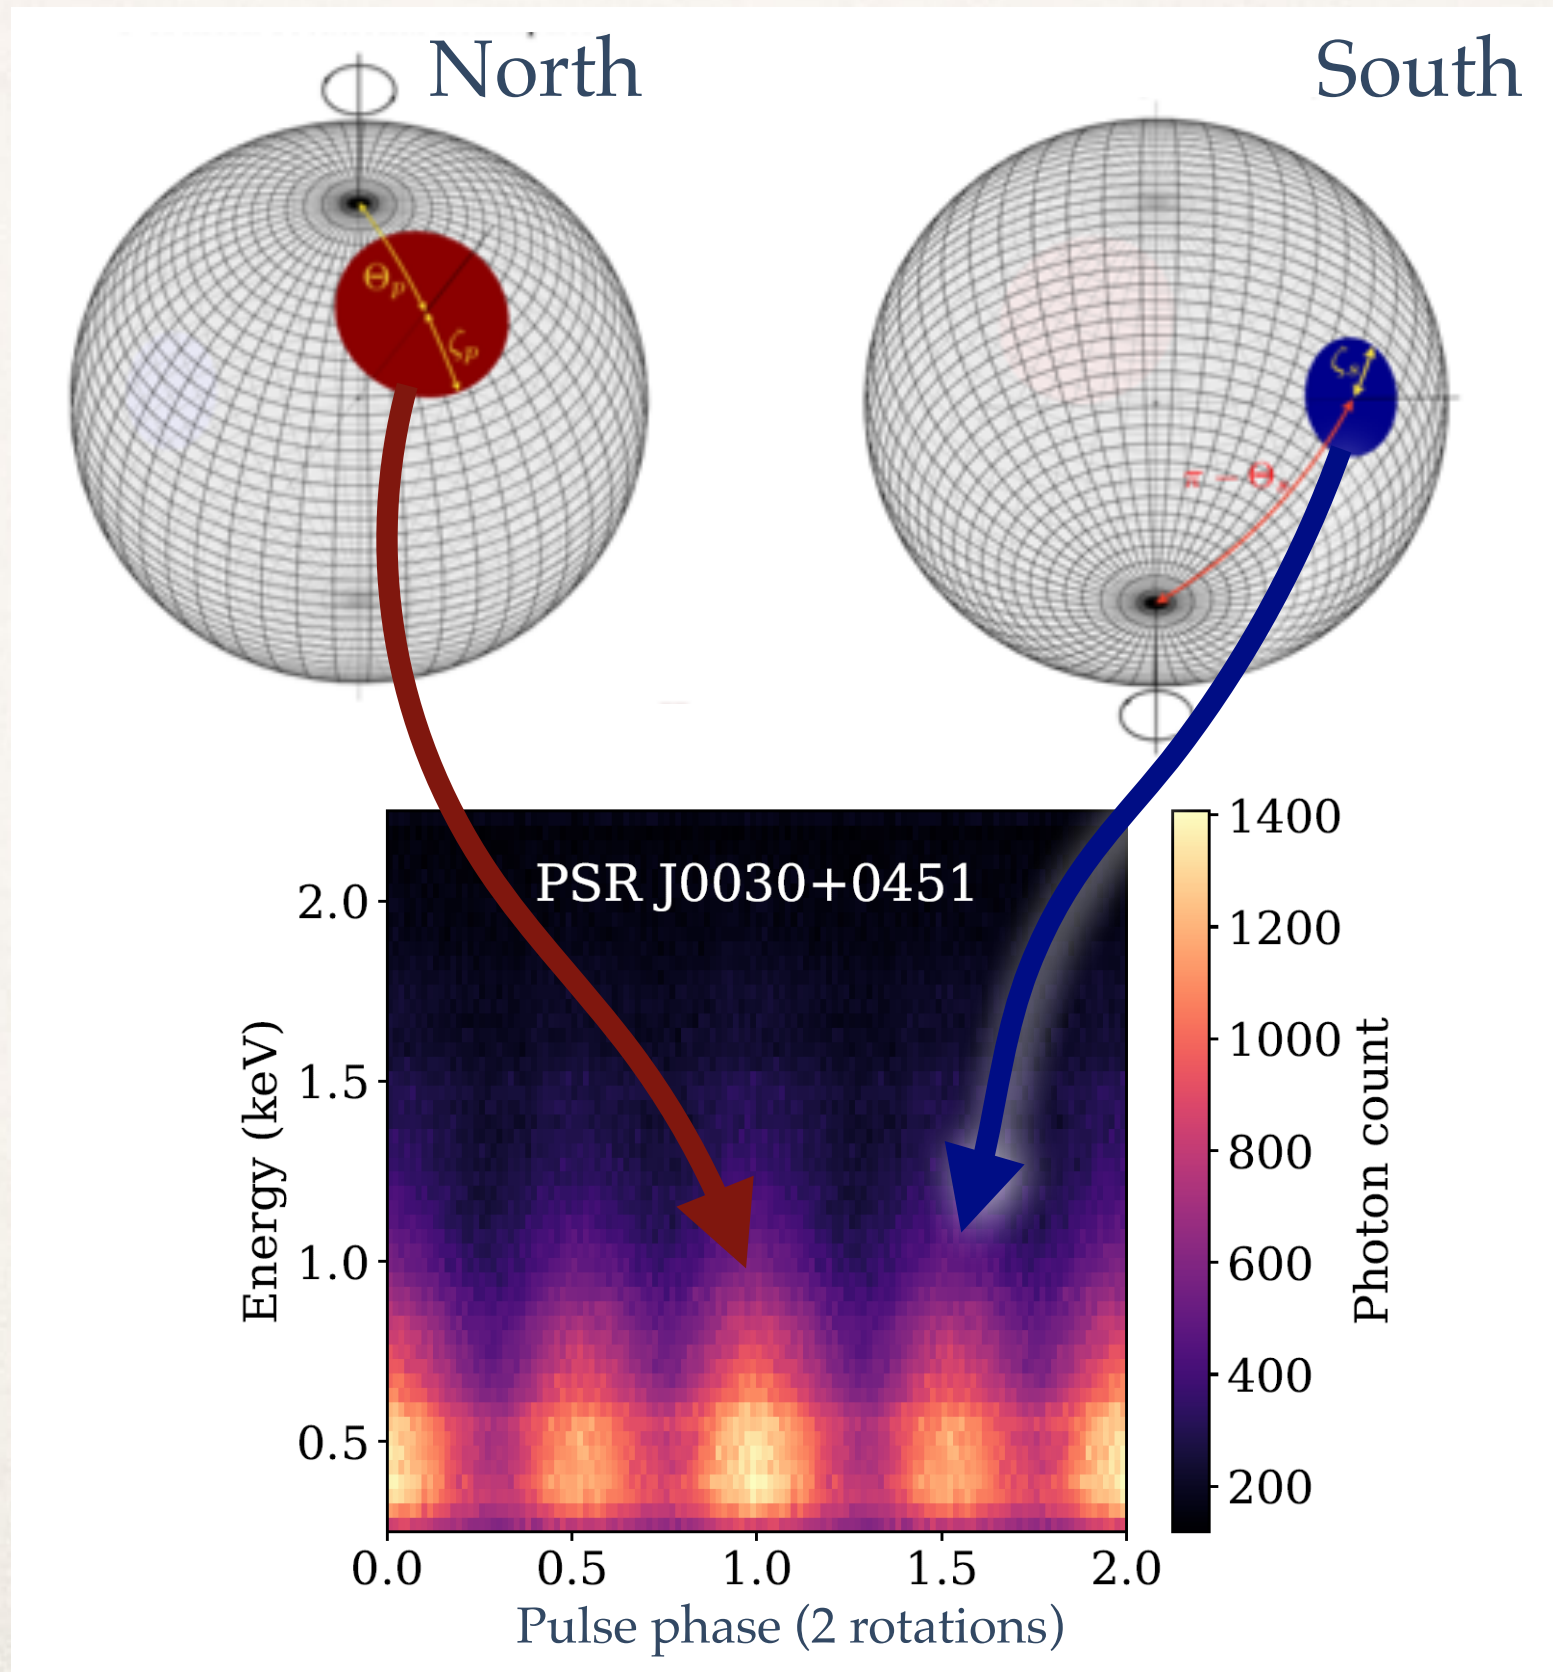 North
South
Θp
ζp
ζs
π − Θs
PSR J0030+0451
2.0
1.5
1.0
0.5
Energy (keV)
0.0 0.5 1.0 1.5 2.0
Pulse phase (2 rotations)
1400
1200
1000
800
600
400
200
Photon count